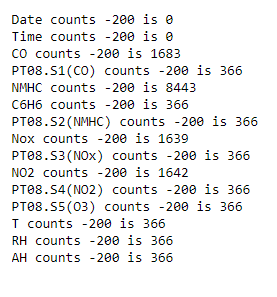 Date counts -200 is 0
Time counts -200 is 0
CO counts -200 is 1683
PT08.S1(CO) counts -200 is 366
NMHC counts -200 is 8443
C6H6 counts -200 is 366
PT08.S2(NMHC) counts -200 is 366
Nox counts -200 is 1639
PT08.S3(NOx) counts -200 is 366
NO2 counts -200 is 1642
PT08.S4(NO2) counts -200 is 366
PT08.S5(O3) counts -200 is 366
T counts -200 is 366
RH counts -200 is 366
AH counts -200 is 366